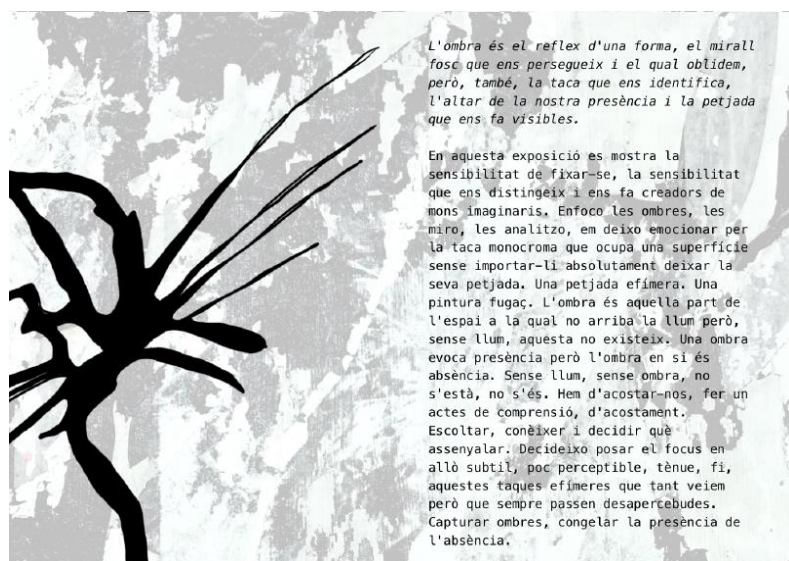 L'ombra és el reflex d'una forma, el mirall
fosc que ens persegueix i el qual oblidem,
però, també, la taca que ens identifica,
l'altar de la nostra presència i la petjada
que ens fa visibles.
En aquesta exposició es mostra la
sensibilitat de fixar-se, la sensibilitat
que ens distingeix i ens fa creadors de
mons imaginaris. Enfoco les ombres, les
miro, les analitzo, em deixo emocionar per
la taca monocroma que ocupa una superfície
sense importar-li absolutament deixar la
seva petjada. Una petjada efímera. Una
pintura fugaç. L'ombra és aquella part de
l'espai a la qual no arriba la llum però,
sense llum, aquesta no existeix. Una ombra
evoca presència però l'ombra en si és
absència. Sense llum, sense ombra, no
s'està, no s'és. Hem d'acostar-nos, fer un
actes de comprensió, d'acostament.
Escoltar, conèixer i decidir què
assenyalar. Decideixo posar el focus en
allò subtil, poc perceptible, tènue, fi,
aquestes taques efímeres que tant veiem
però que sempre passen desapercebudes.
Capturar ombres, congelar la presència de
l'absència.